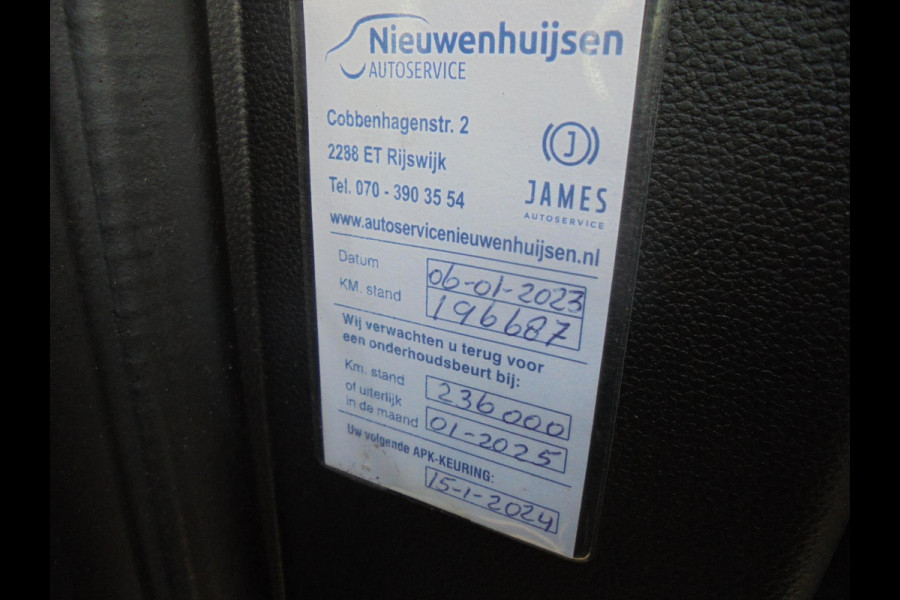 Nieuwenhuijsen
AUTOSERVICE
Cobbenhagenstr. 2
2288 ET Rijswijk
Tel. 070 - 390 35 54
JAMES
AUTOSERVICE
www.autoservicenieuwenhuijsen.nl
Datum 06-01-2023
KM. stand 196687
Wij verwachten u terug voor
een onderhoudsbeurt bij:
Km. stand 236000
of uiterlijk
in de maand 01-2025
Uw volgende APK-KEURING:
15-1-2024